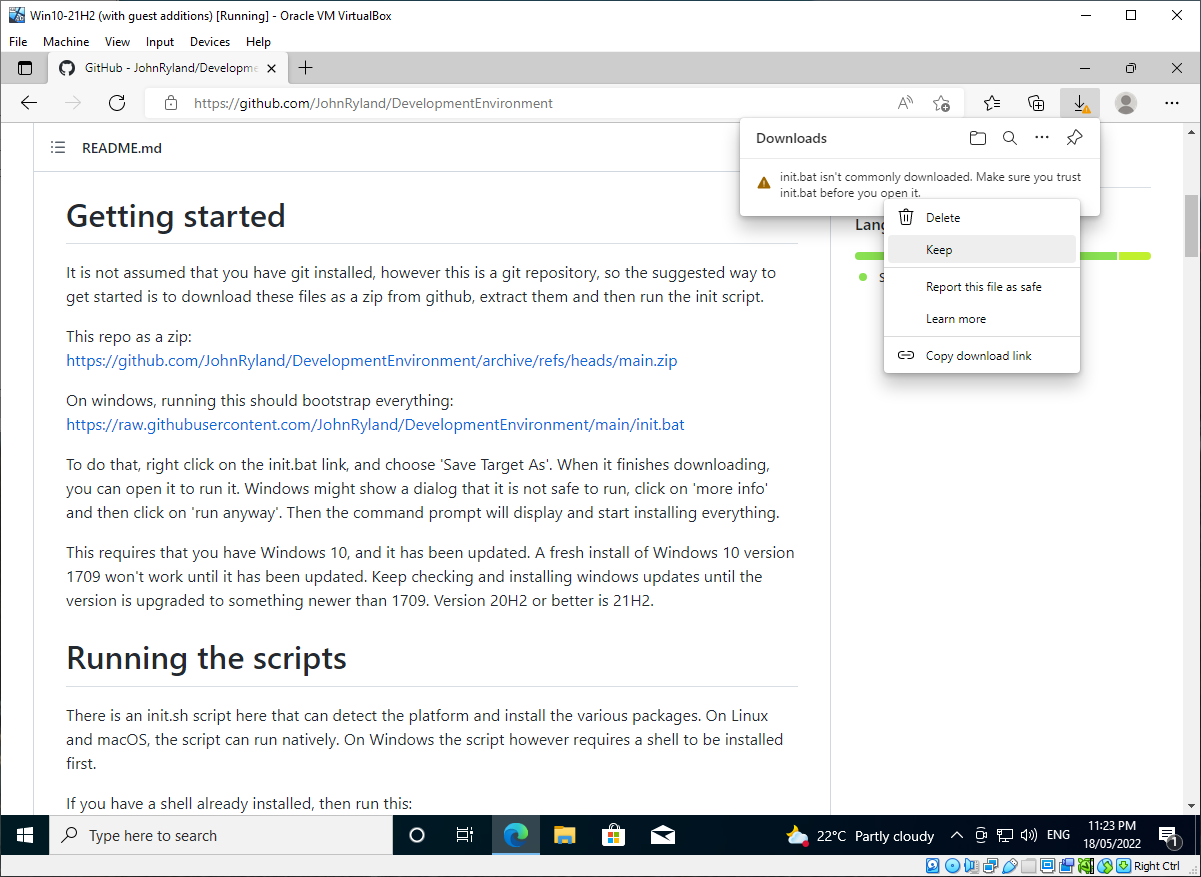 Win10-21H2 (with guest additions) [Running] - Oracle VM VirtualBox
File Machine View Input Devices Help
GitHub - JohnRyland/Developme
https://github.com/JohnRyland/DevelopmentEnvironment
Downloads
init.bat isn't commonly downloaded. Make sure you trust
init.bat before you open it.
Delete
Keep
Report this file as safe
Learn more
Copy download link
Lang
S
README.md
Getting started
It is not assumed that you have git installed, however this is a git repository, so the suggested way to
get started is to download these files as a zip from github, extract them and then run the init script.
This repo as a zip:
https://github.com/JohnRyland/DevelopmentEnvironment/archive/refs/heads/main.zip
On windows, running this should bootstrap everything:
https://raw.githubusercontent.com/JohnRyland/DevelopmentEnvironment/main/init.bat
To do that, right click on the init.bat link, and choose 'Save Target As'. When it finishes downloading,
you can open it to run it. Windows might show a dialog that it is not safe to run, click on 'more info'
and then click on 'run anyway'. Then the command prompt will display and start installing everything.
This requires that you have Windows 10, and it has been updated. A fresh install of Windows 10 version
1709 won't work until it has been updated. Keep checking and installing windows updates until the
version is upgraded to something newer than 1709. Version 20H2 or better is 21H2.
Running the scripts
There is an init.sh script here that can detect the platform and install the various packages. On Linux
and macOS, the script can run natively. On Windows the script however requires a shell to be installed
first.
If you have a shell already installed, then run this:
Type here to search
22°C Partly cloudy
ENG
11:23 PM
18/05/2022
1
Right Ctrl